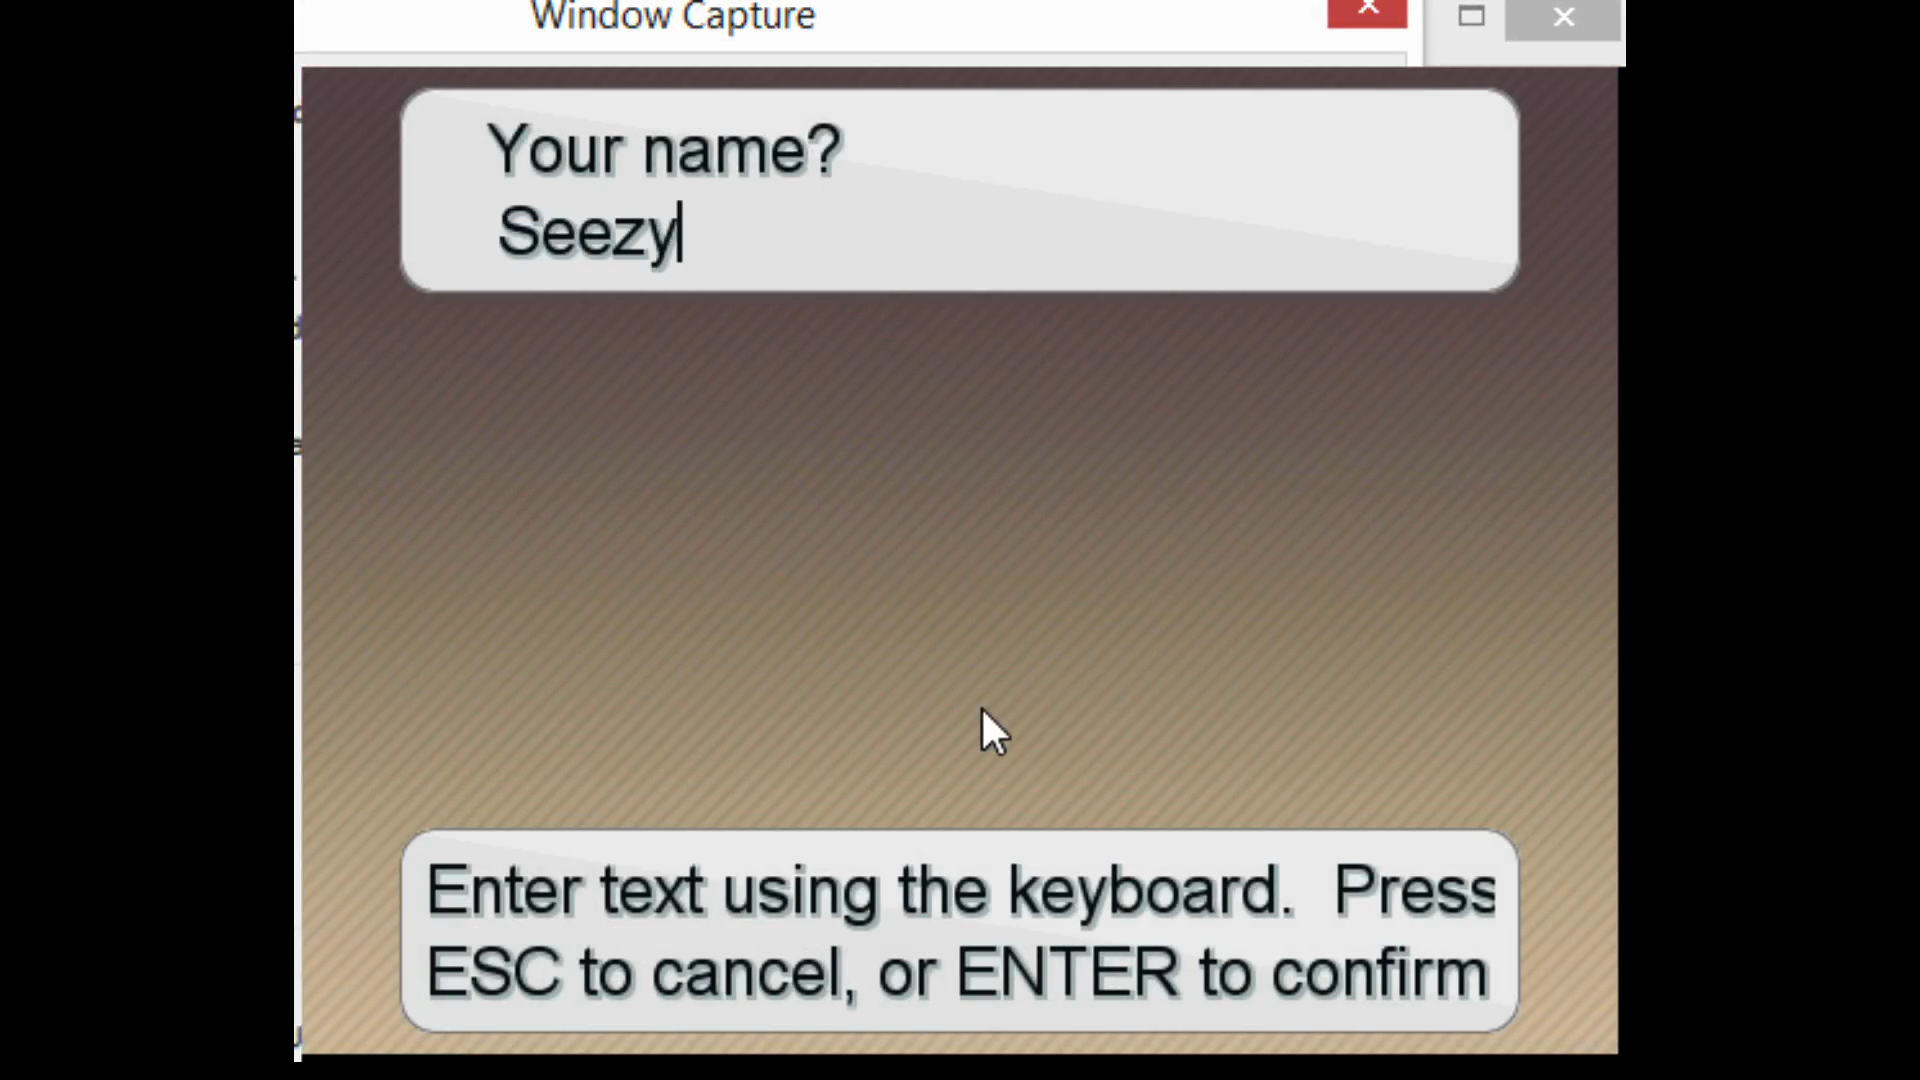 Window Capture
Your name?
Seezy
Enter text using the keyboard. Press
ESC to cancel, or ENTER to confirm